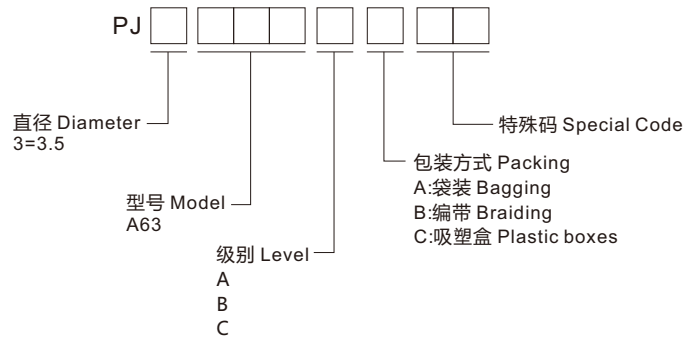 PJ
直径 Diameter
3=3.5
特殊码 Special Code
包装方式 Packing
A:袋装 Bagging
B:编带 Braiding
C:吸塑盒 Plastic boxes
型号 Model
A63
级别 Level
A
B
C